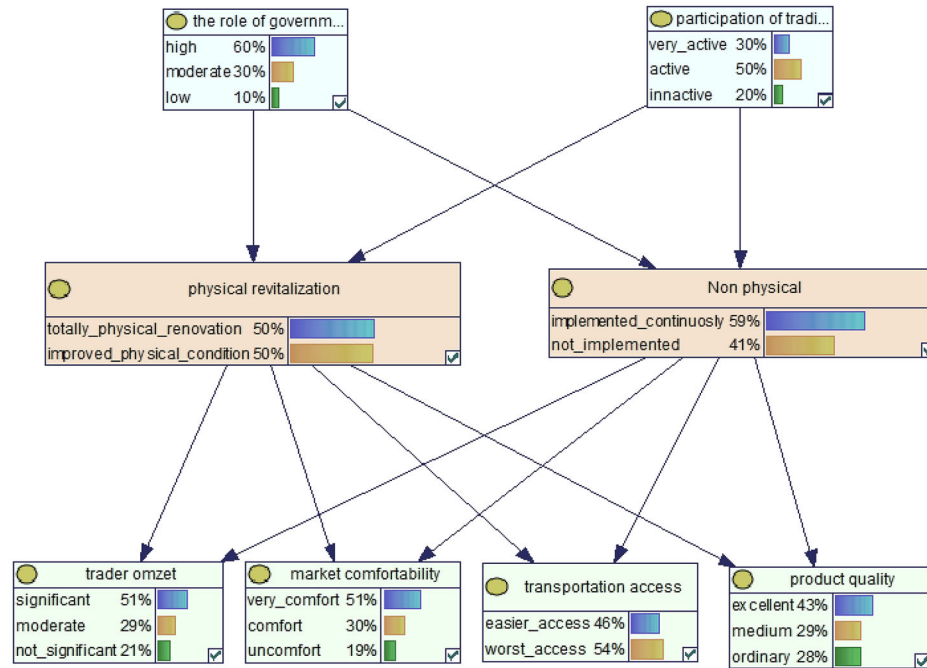 the role of governm...
high 60%
moderate 30%
low 10%
participation of tradi...
very_active 30%
active 50%
innactive 20%
physical revitalization
totally_physical_renovation 50%
improved_physical_condition 50%
Non physical
implemented_continuosly 59%
not_implemented 41%
trader omzet
significant 51%
moderate 29%
not_significant 21%
market comfortability
very_comfort 51%
comfort 30%
uncomfort 19%
transportation access
easier_access 46%
worst_access 54%
product quality
excellent 43%
medium 29%
ordinary 28%